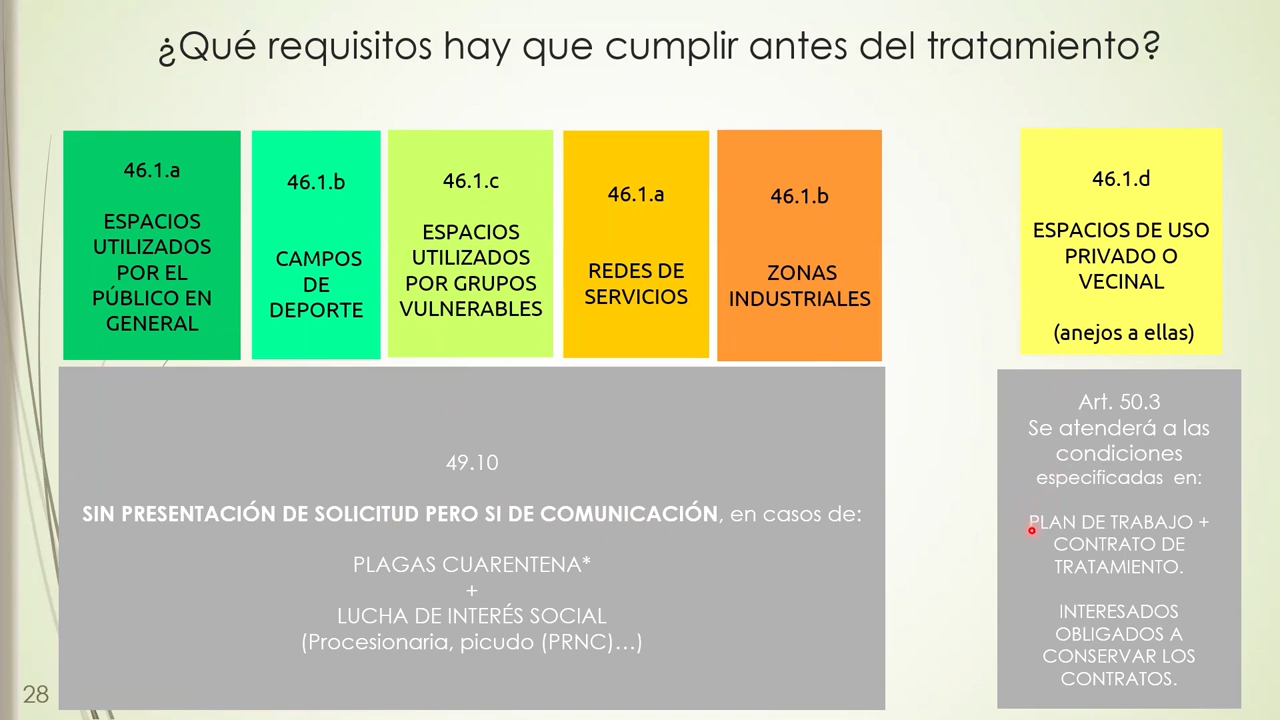 ¿Qué requisitos hay que cumplir antes del tratamiento?
46.1.a
ESPACIOS
UTILIZADOS
POR EL
PÚBLICO EN
GENERAL
46.1.b
CAMPOS
DE
DEPORTE
46.1.c
ESPACIOS
UTILIZADOS
POR GRUPOS
VULNERABLES
46.1.a
REDES DE
SERVICIOS
46.1.b
ZONAS
INDUSTRIALES
46.1.d
ESPACIOS DE USO
PRIVADO O
VECINAL
(anejos a ellas)
49.10
SIN PRESENTACIÓN DE SOLICITUD PERO SI DE COMUNICACIÓN, en casos de:
PLAGAS CUARENTENA*
+
LUCHA DE INTERÉS SOCIAL
(Procesionaria, picudo (PRNC)...)
Art. 50.3
Se atenderá a las
condiciones
especificadas en:
PLAN DE TRABAJO +
CONTRATO DE
TRATAMIENTO.
INTERESADOS
OBLIGADOS A
CONSERVAR LOS
CONTRATOS.
28